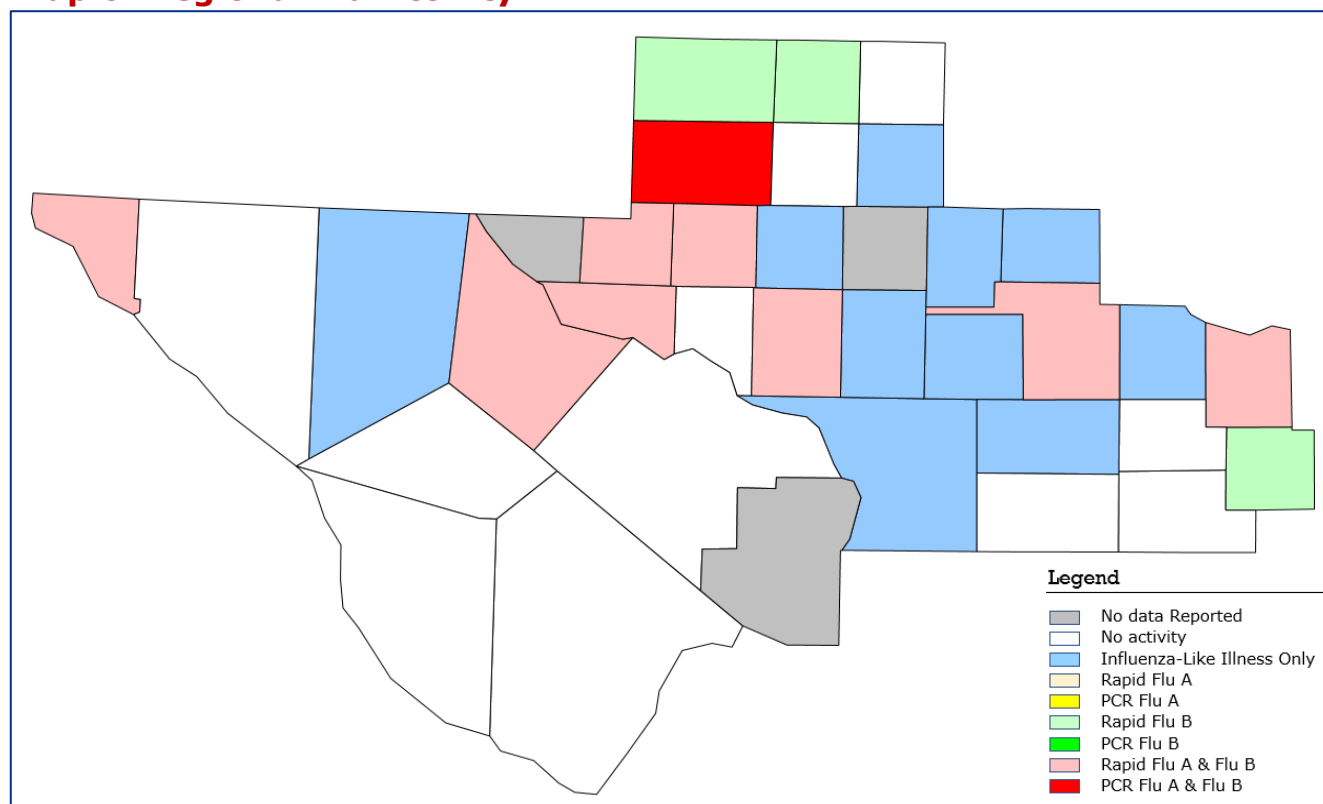 Legend
No data Reported
No activity
Influenza-Like Illness Only
Rapid Flu A
PCR Flu A
Rapid Flu B
PCR Flu B
Rapid Flu A & Flu B
PCR Flu A & Flu B